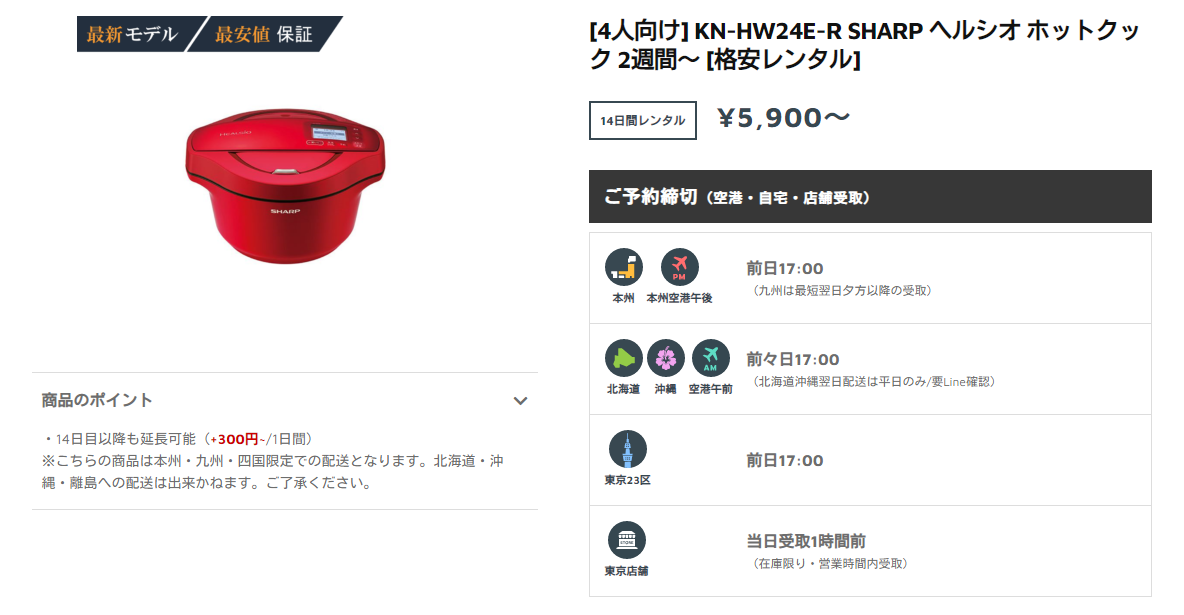 最新モデル 最安値 保証
SHARP
商品のポイント
・14日目以降も延長可能（+300円~/1日間）
※こちらの商品は本州・九州・四国限定での配送となります。北海道・沖
縄・離島への配送は出来かねます。ご了承ください。
[4人向け] KN-HW24E-R SHARP ヘルシオ ホットクッ
ク 2週間〜 [格安レンタル]
14日間レンタル ¥5,900〜
ご予約締切（空港・自宅・店舗受取）
PM
本州 本州空港午後
前日17:00
（九州は最短翌日夕方以降の受取）
AM
北海道 沖縄 空港午前
前々日17:00
（北海道沖縄翌日配送は平日のみ/要Line確認）
東京23区
前日17:00
STORE
東京店舗
当日受取1時間前
（在庫限り・営業時間内受取）